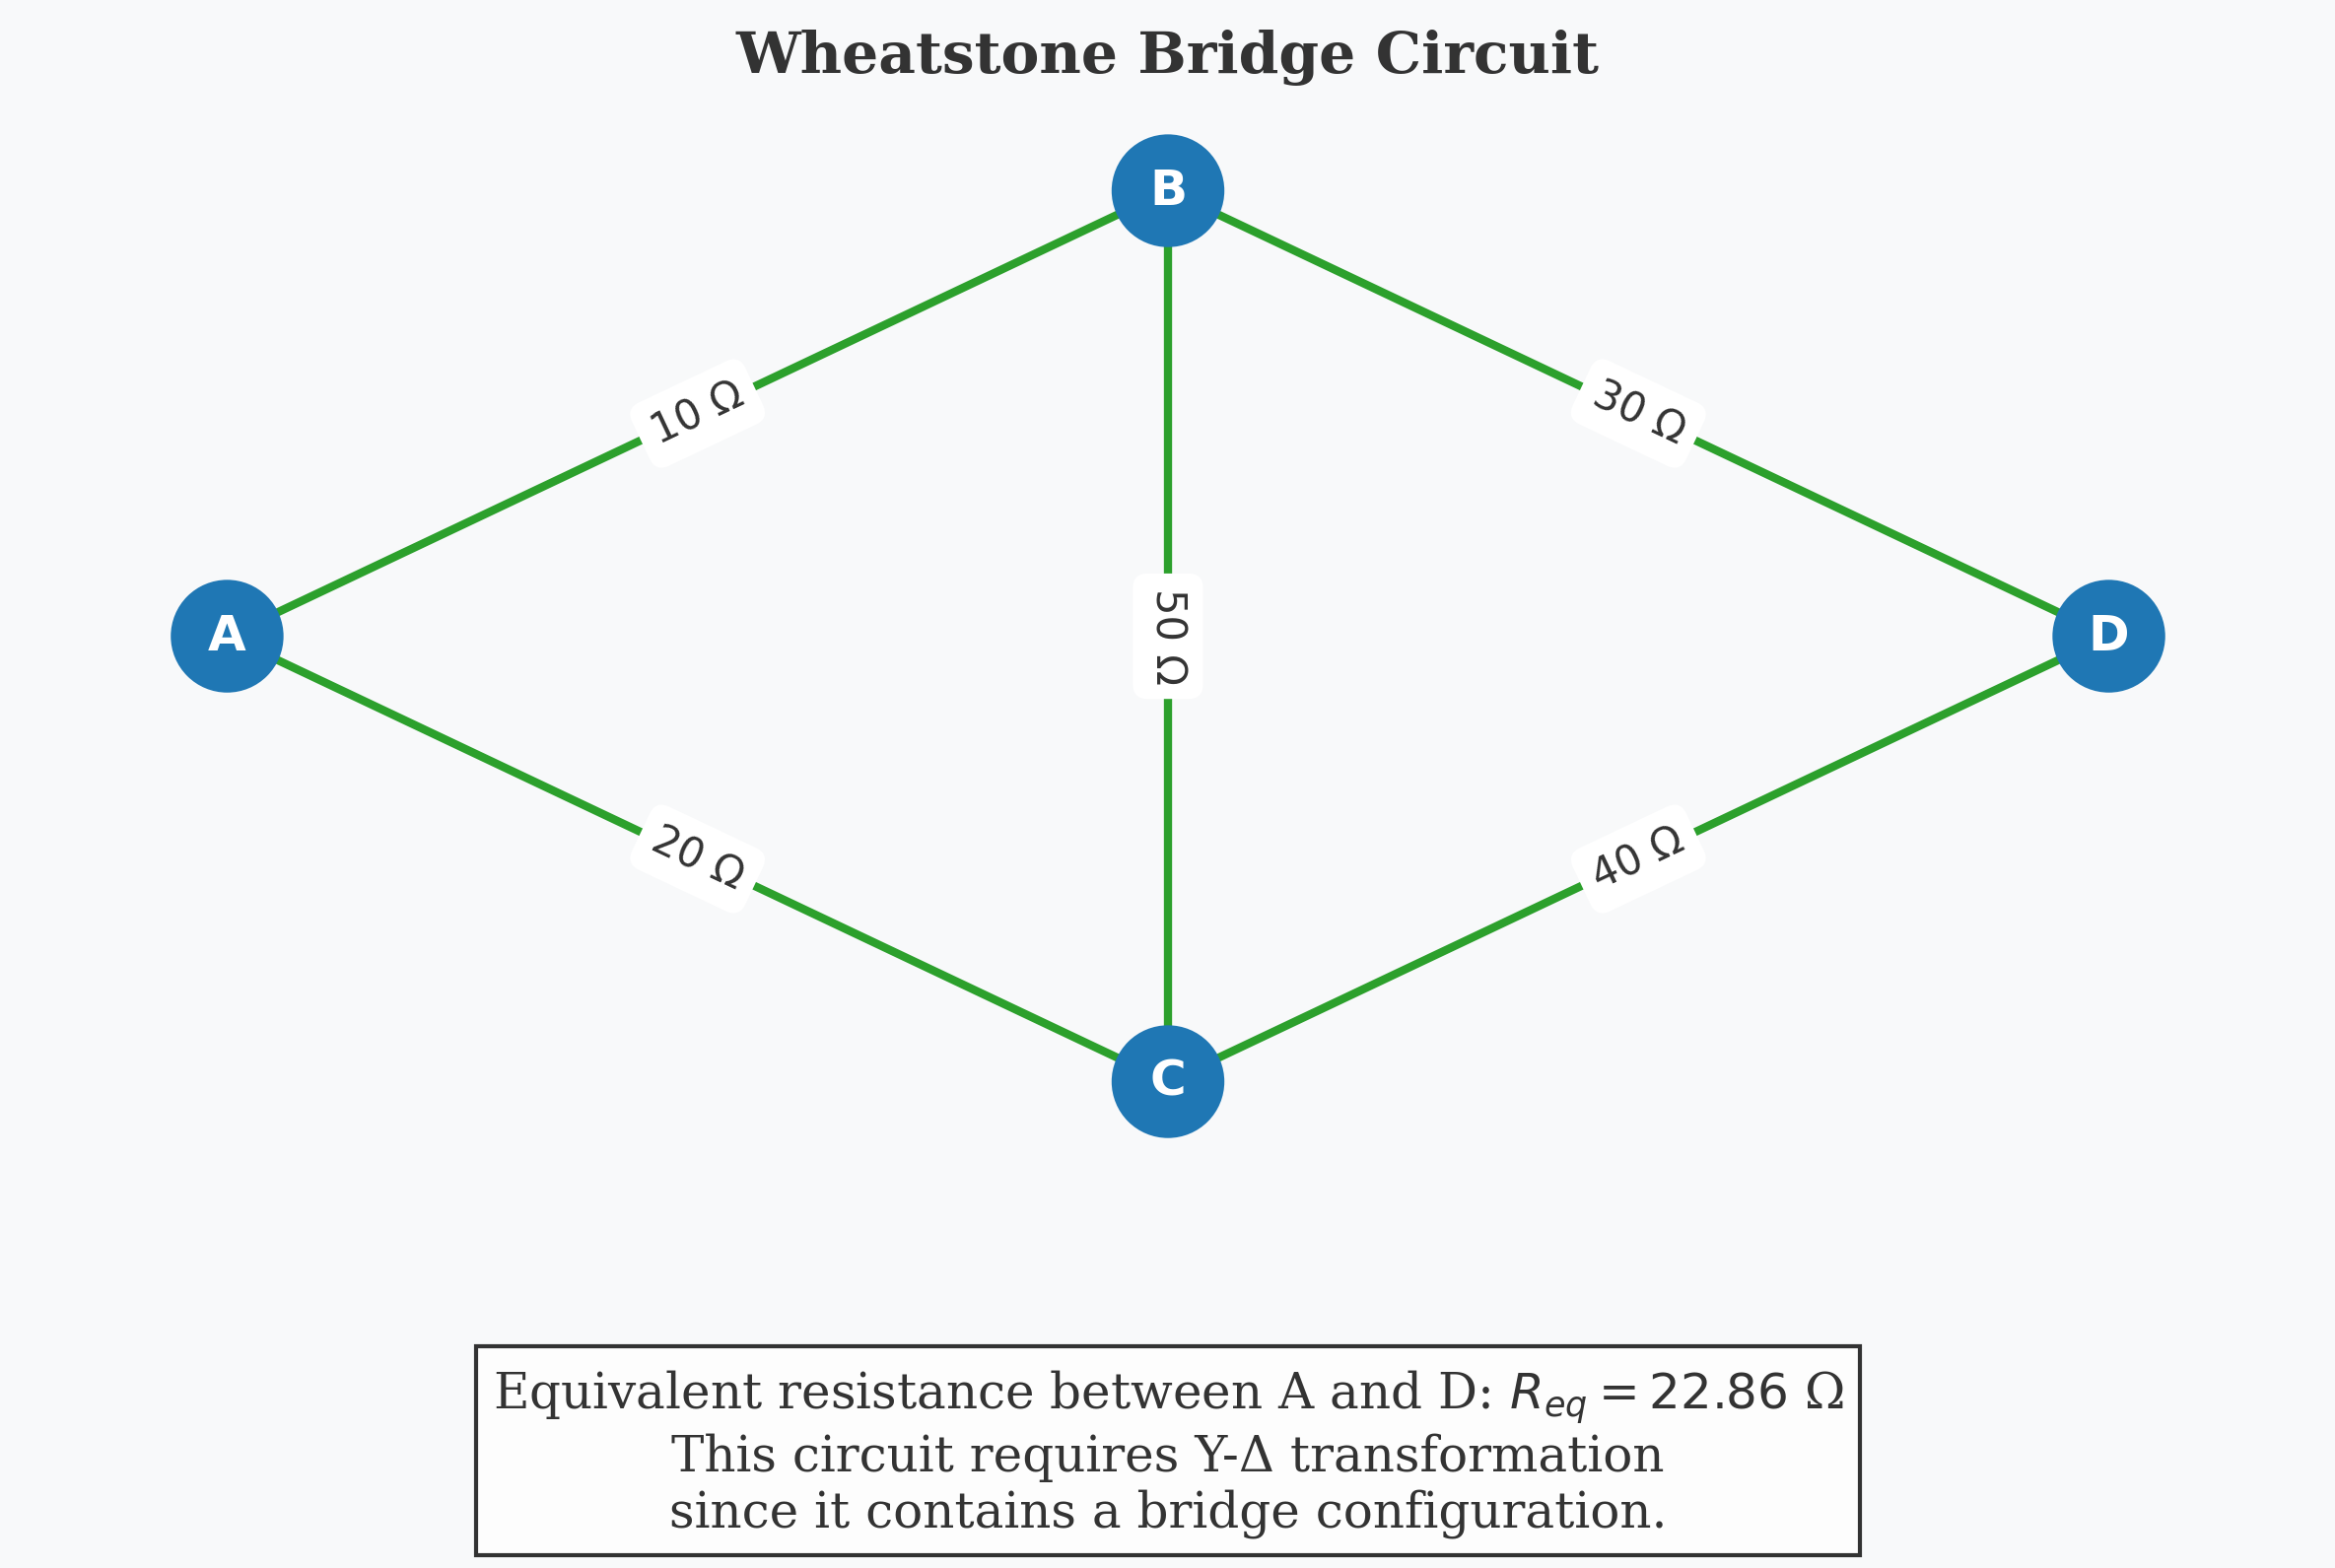 Wheatstone Bridge Circuit
B
10 Ω
30 Ω
A
50 Ω
D
20 Ω
40 Ω
C
Equivalent resistance between A and D: R_{eq} = 22.86 Ω
This circuit requires Y-Δ transformation
since it contains a bridge configuration.